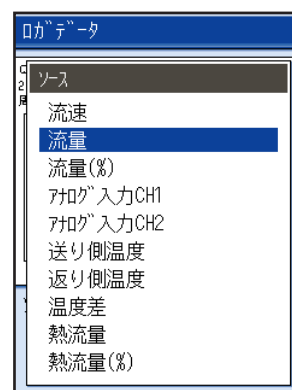 ﾛｶﾞﾃﾞｰﾀ
ｿｰｽ
流速
流量
流量(%)
ｱﾅﾛｸﾞ入力CH1
ｱﾅﾛｸﾞ入力CH2
送り側温度
返り側温度
温度差
熱流量
熱流量(%)